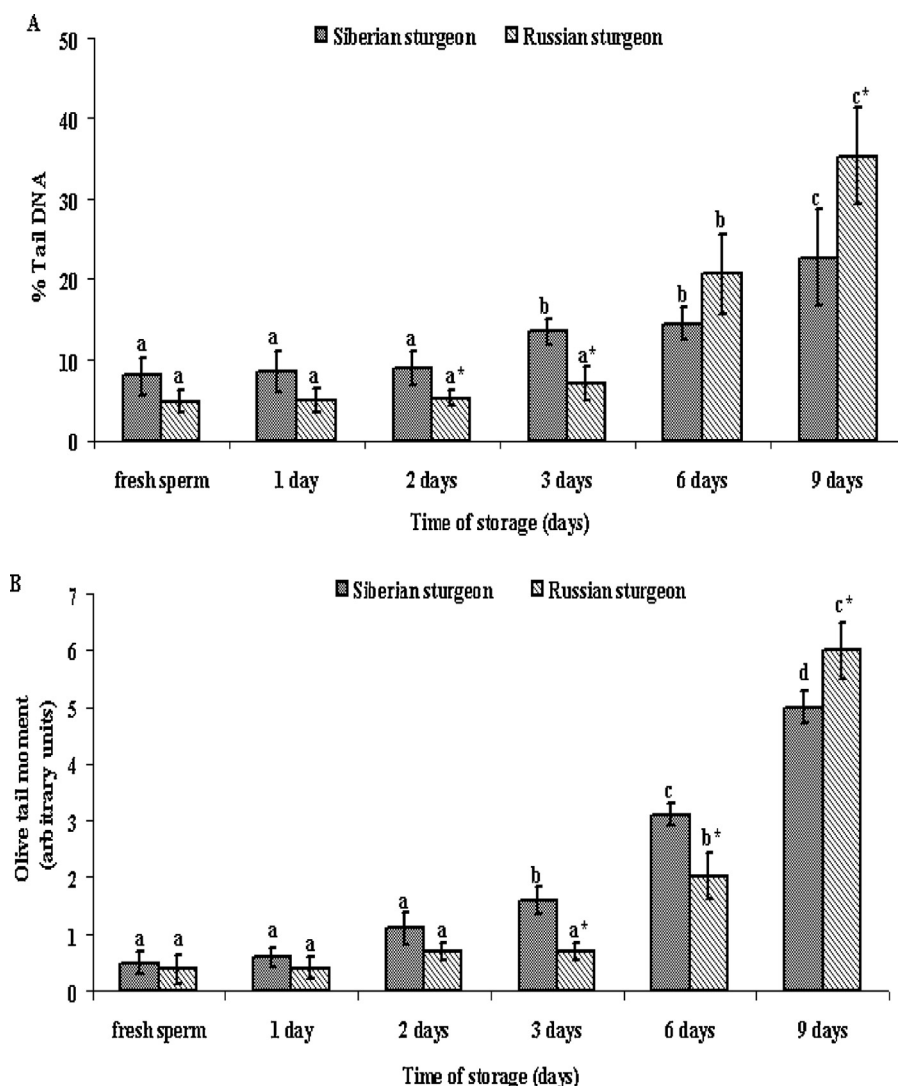 A
Siberian sturgeon Russian sturgeon
% Tail DNA
50
40
30
20
10
0
a a a a a a* b a* b b c c*
fresh sperm 1 day 2 days 3 days 6 days 9 days
Time of storage (days)
B
Siberian sturgeon Russian sturgeon
Olive tail moment
(arbitrary units)
7
6
5
4
3
2
1
0
a a a a a a b a* c b* d c*
fresh sperm 1 day 2 days 3 days 6 days 9 days
Time of storage (days)